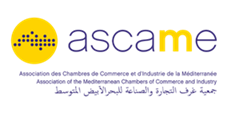 ascame
Association des Chambres de Commerce et d'Industrie de la Méditerranée
Association of the Mediterranean Chambers of Commerce and Industry
جمعية غرف التجارة والصناعة للبحر الأبيض المتوسط